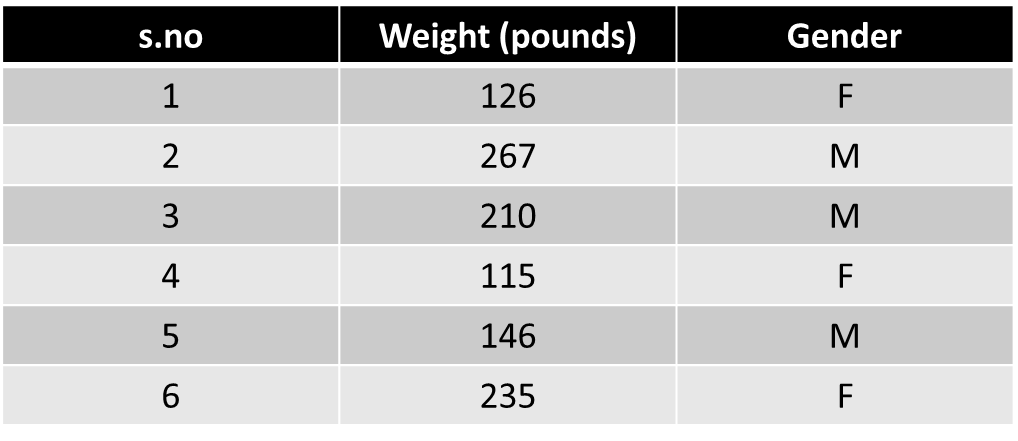 s.no Weight (pounds) Gender
1 126 F
2 267 M
3 210 M
4 115 F
5 146 M
6 235 F